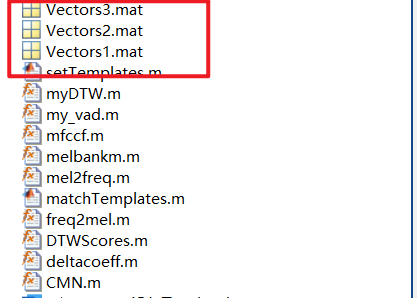 Vectors3.mat
Vectors2.mat
Vectors1.mat
setTemplates.m
myDTW.m
my_vad.m
mfccf.m
melbankm.m
mel2freq.m
matchTemplates.m
freq2mel.m
DTWScores.m
deltacoeff.m
CMN.m